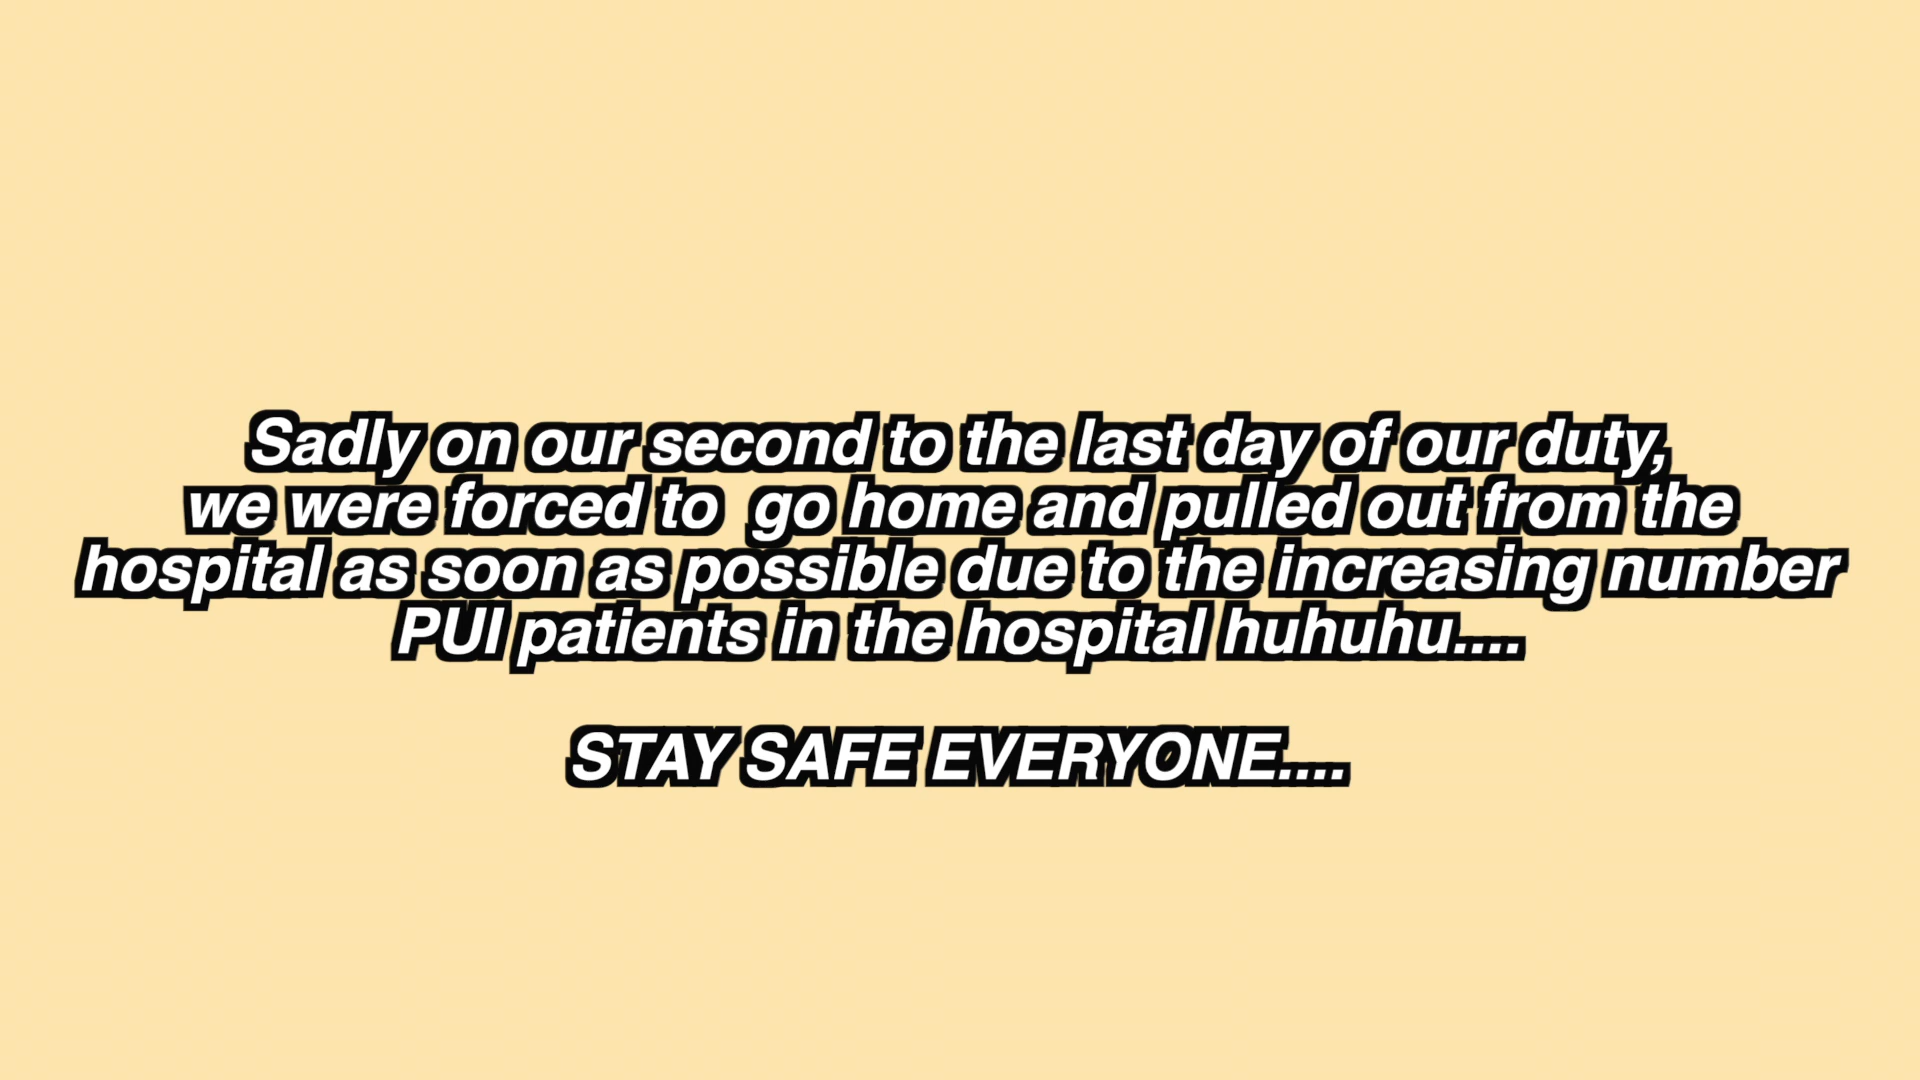 Sadly on our second to the last day of our duty,
we were forced to  go home and pulled out from the
hospital as soon as possible due to the increasing number
PUI patients in the hospital huhuhu....
STAY SAFE EVERYONE....